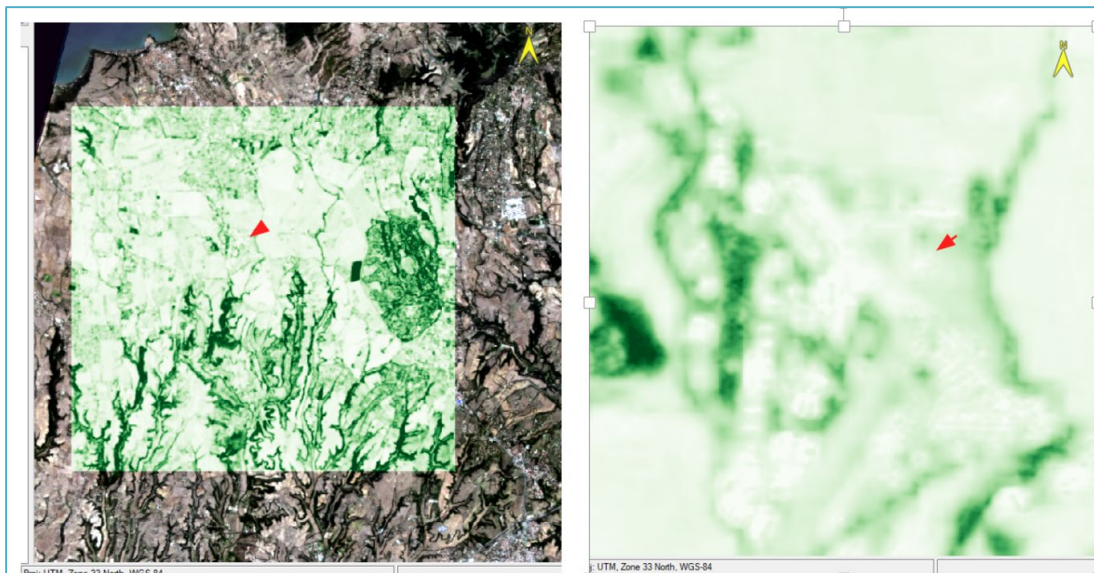 N
N
Proj: UTM, Zone 33 North, WGS-84
j: UTM, Zone 33 North, WGS-84